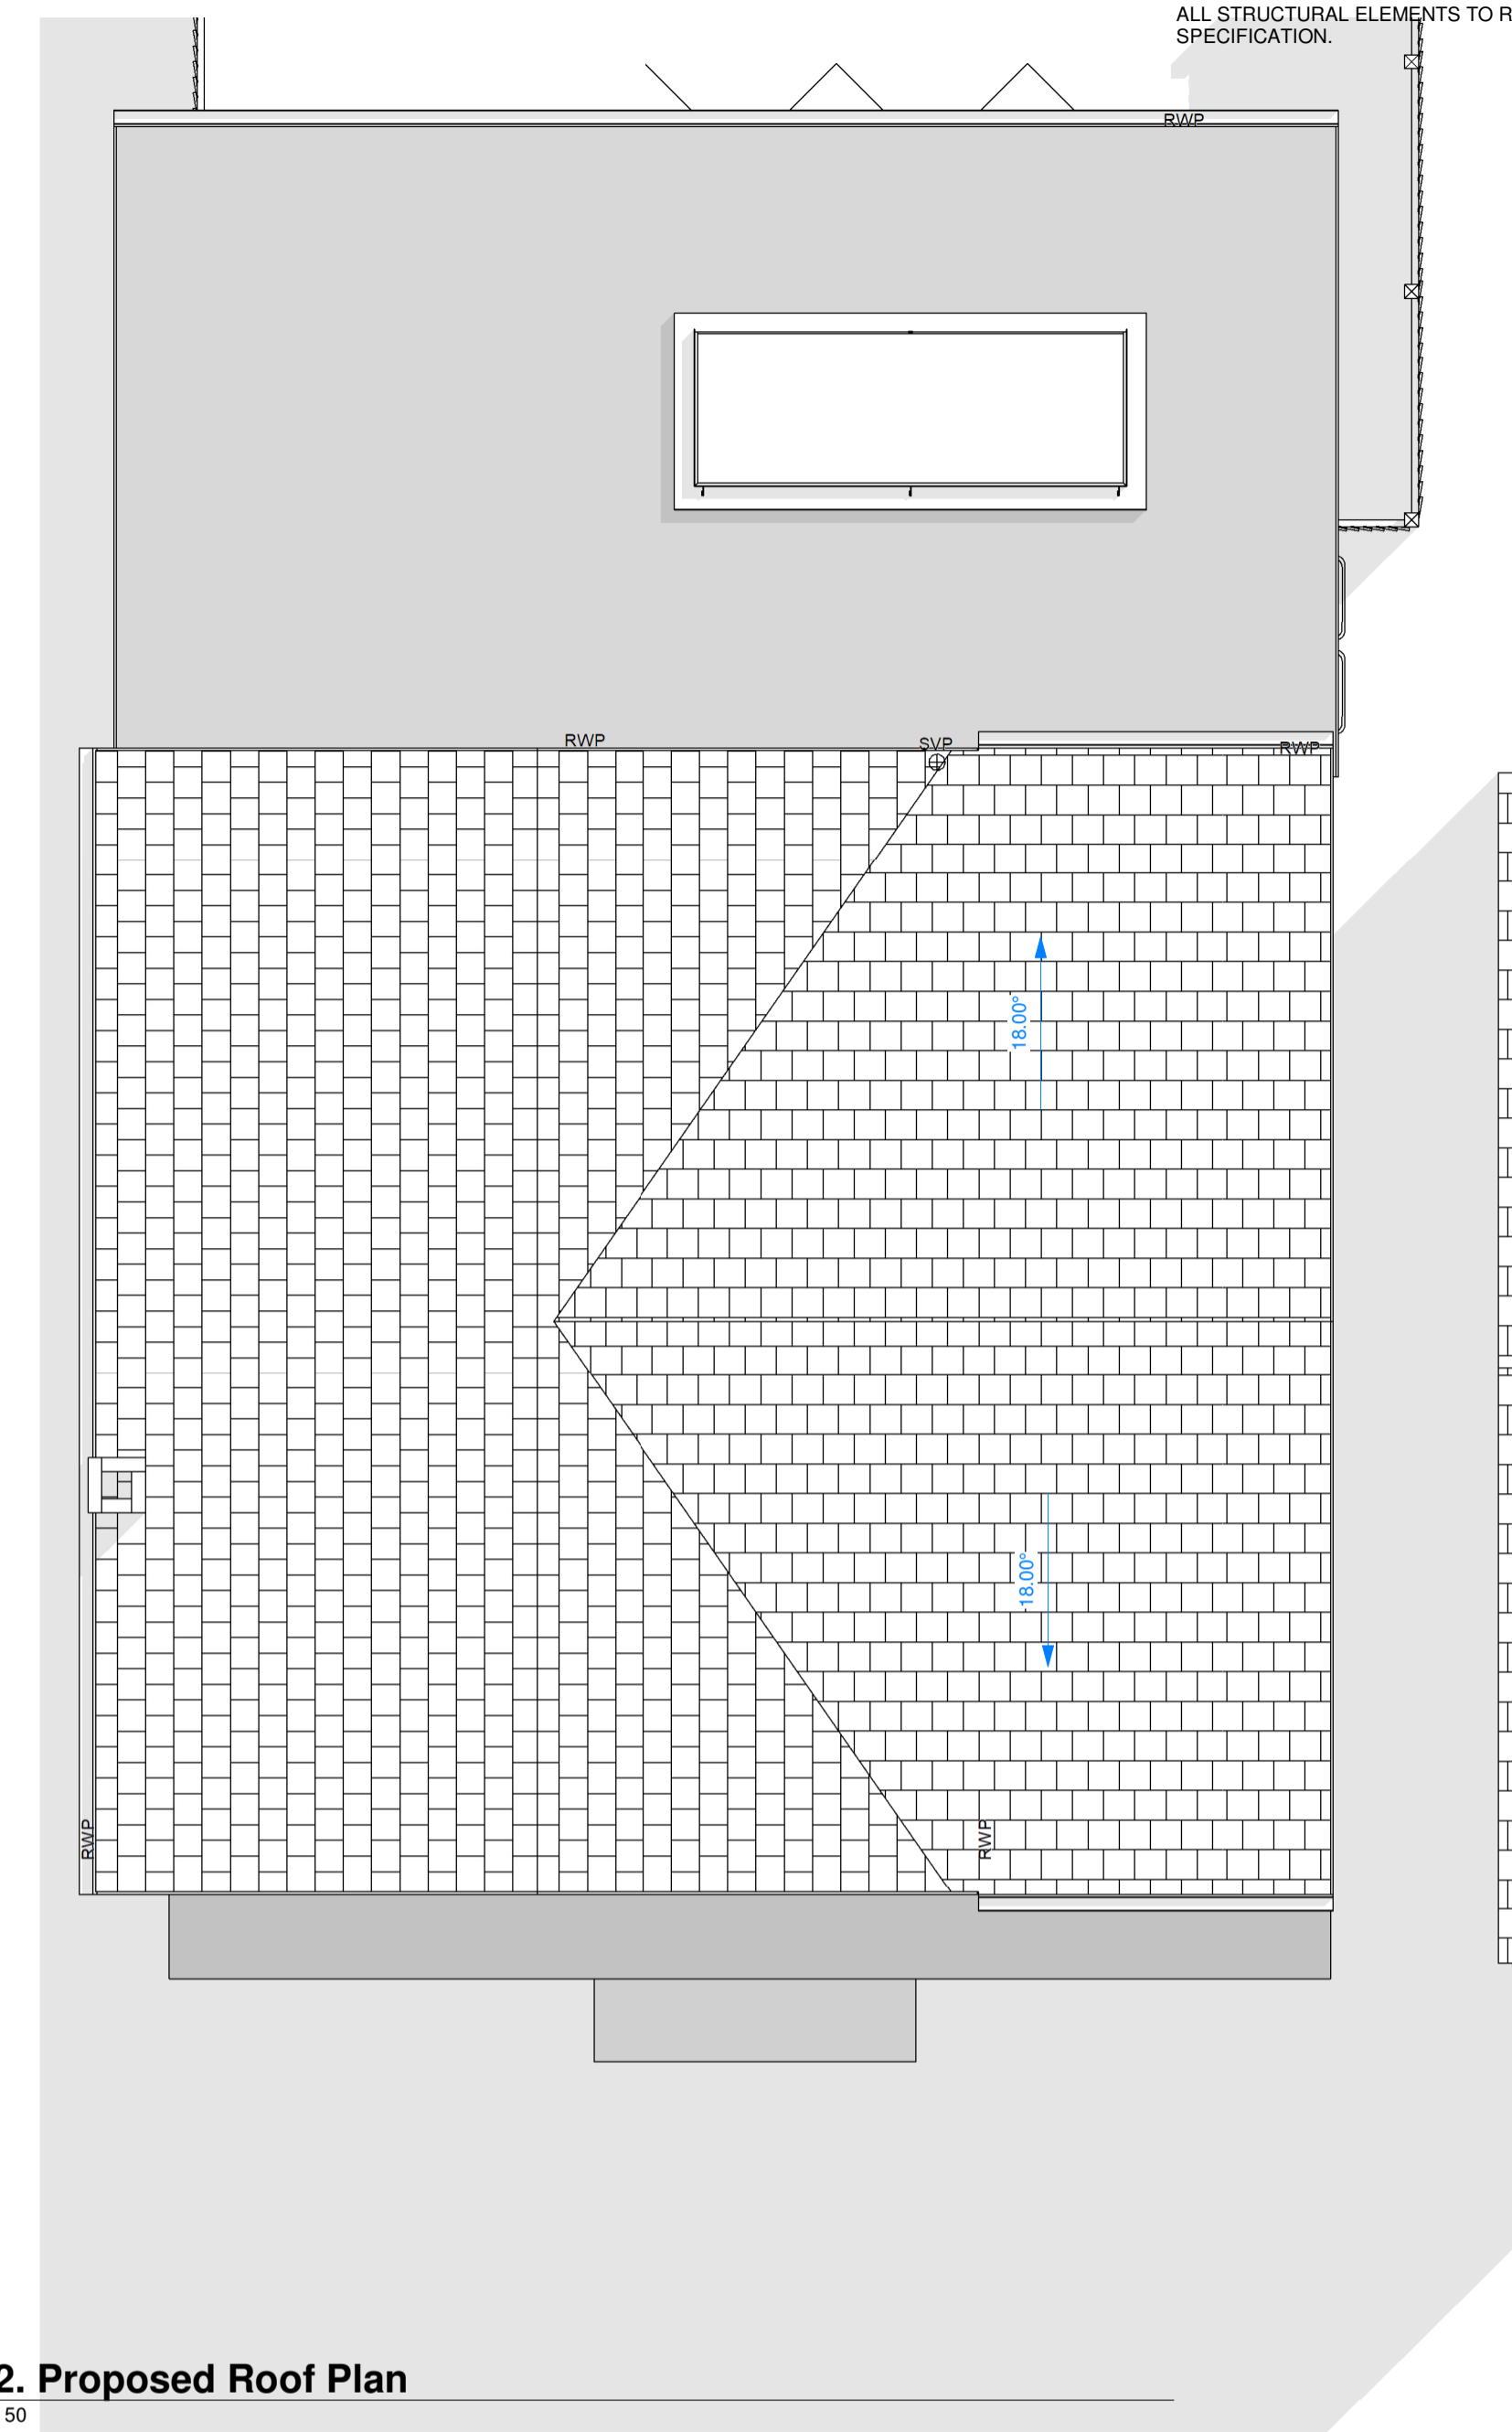 ALL STRUCTURAL ELEMENTS TO R
SPECIFICATION.
RWP
RWP
SVP
RWP
18.00°
18.00°
RWP
RWP
2. Proposed Roof Plan
50